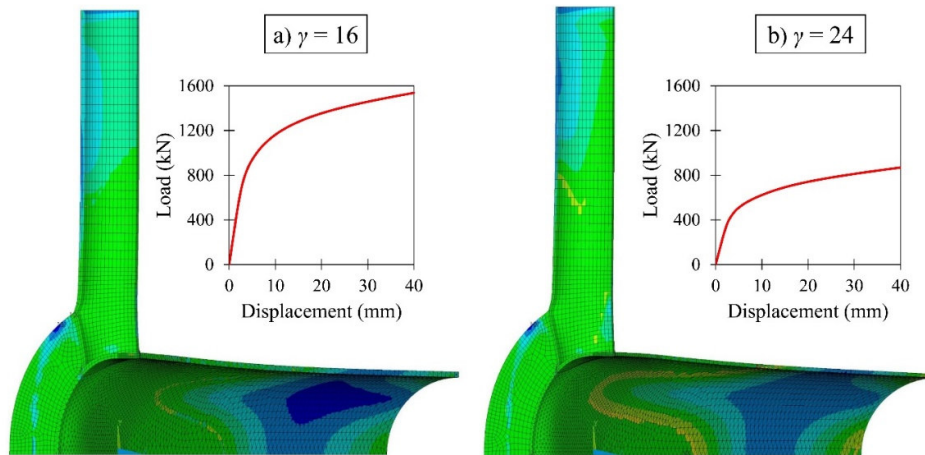 a) γ = 16
1600
1200
800
400
0
Load (kN)
0 10 20 30 40
Displacement (mm)
b) γ = 24
1600
1200
800
400
0
Load (kN)
0 10 20 30 40
Displacement (mm)